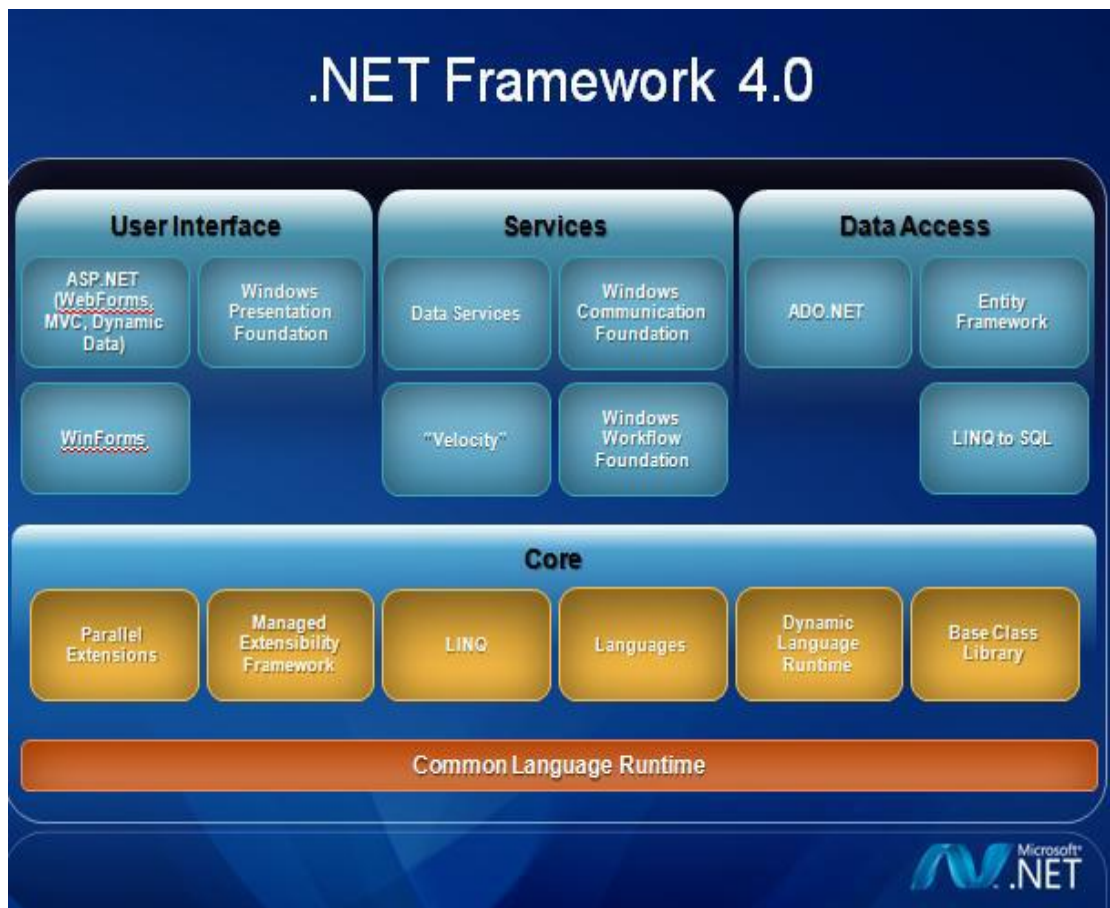 .NET Framework 4.0
User Interface
ASP.NET
(WebForms,
MVC, Dynamic
Data)
Windows
Presentation
Foundation
WinForms
Services
Data Services
Windows
Communication
Foundation
"Velocity"
Windows
Workflow
Foundation
Data Access
ADO.NET
Entity
Framework
LINQ to SQL
Core
Parallel
Extensions
Managed
Extensibility
Framework
LINQ
Languages
Dynamic
Language
Runtime
Base Class
Library
Common Language Runtime
Microsoft
.NET